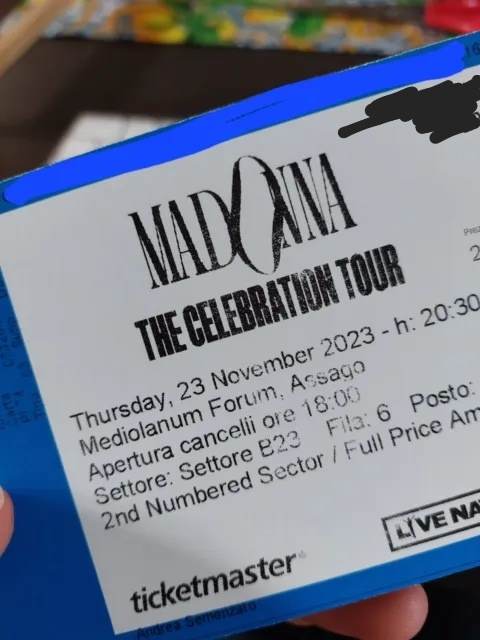 MADONNA
THE CELEBRATION TOUR
Thursday, 23 November 2023 - h: 20:30
Mediolanum Forum, Assago
Apertura cancelli ore 18:00
Settore: Settore B23 Fila: 6 Posto:
2nd Numbered Sector / Full Price Am
LIVE NA
ticketmaster
Andrea Semenzato